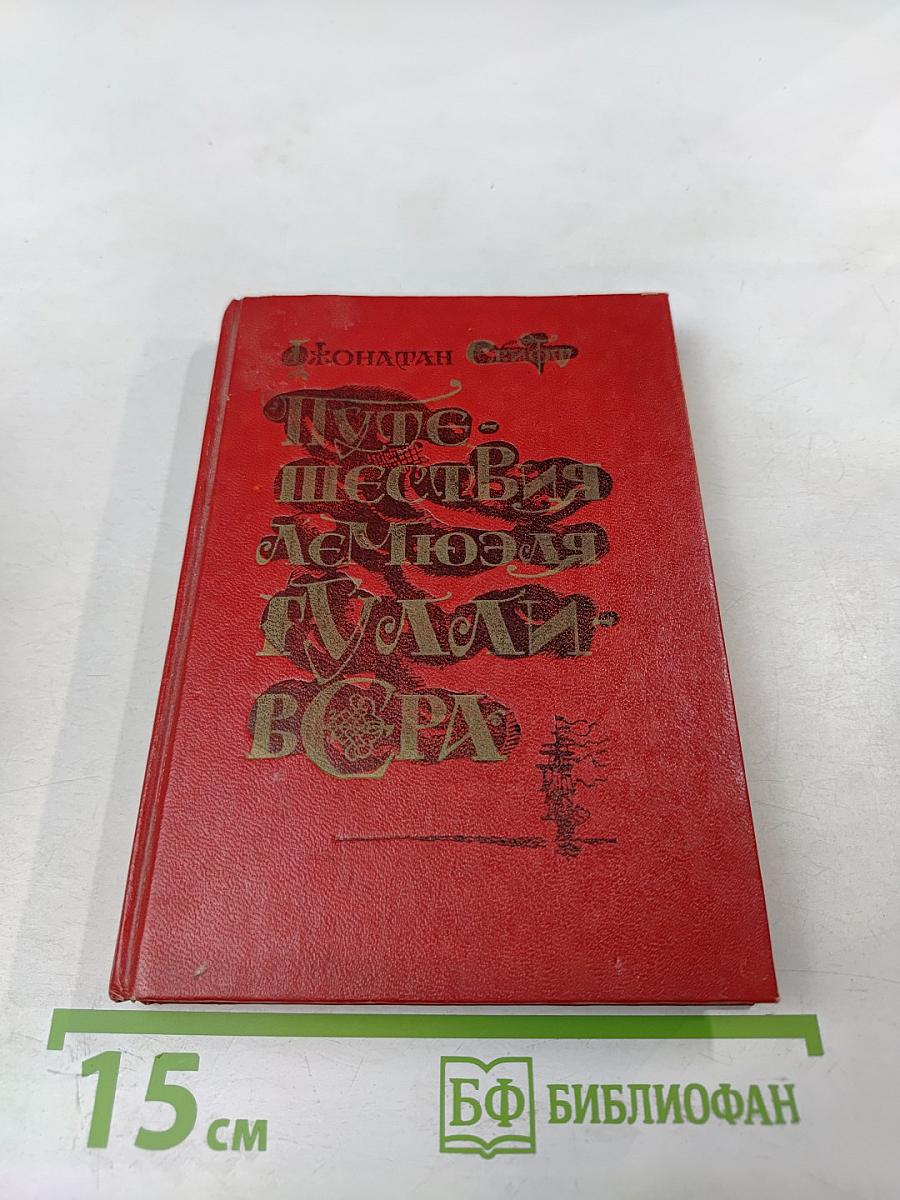 Джонатан Свифт
Путе-
шествия
Лемюэля
Гулли-
вера
15 см
БФ БИБЛИОФАН